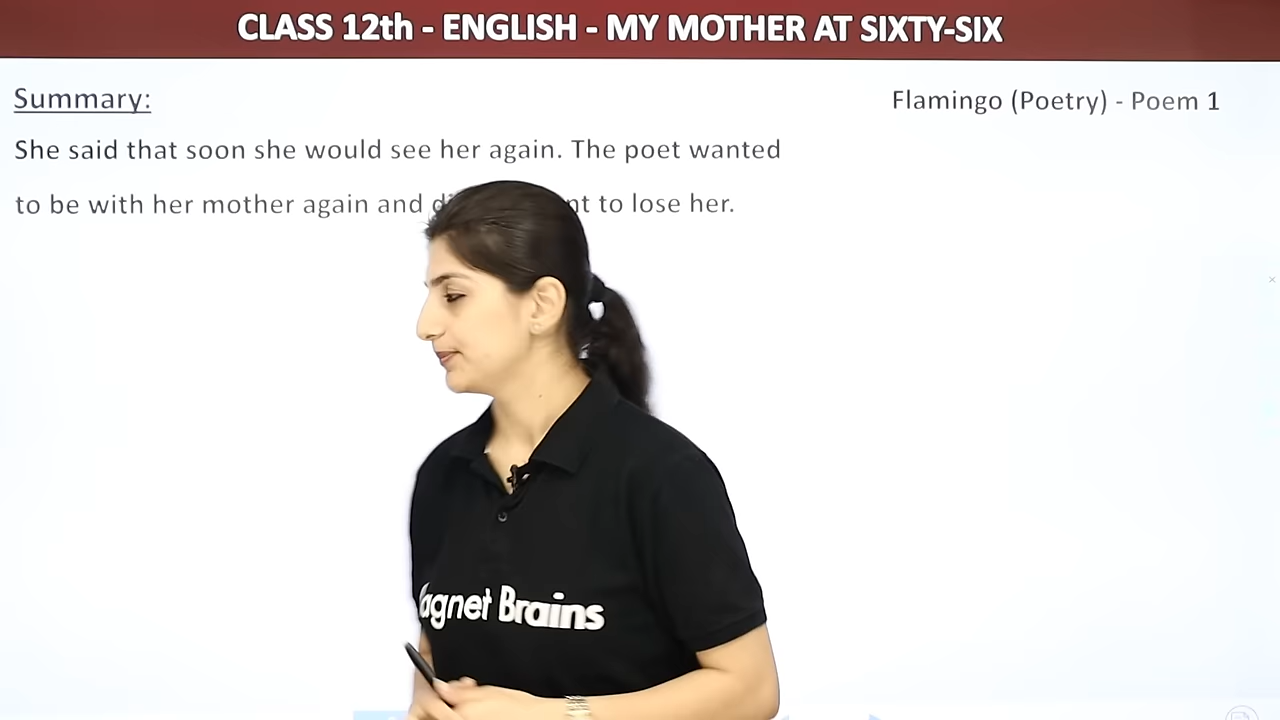 CLASS 12th - ENGLISH - MY MOTHER AT SIXTY-SIX
Summary:
Flamingo (Poetry) - Poem 1
She said that soon she would see her again. The poet wanted
to be with her mother again and to lose her.
agnet Brains